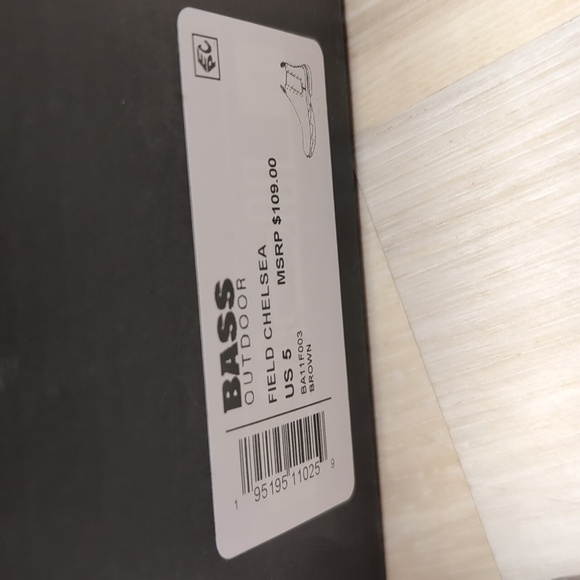 BASS
OUTDOOR
FIELD CHELSEA
US 5 MSRP $109.00
BA11F003
BROWN
1 95195 11025 9